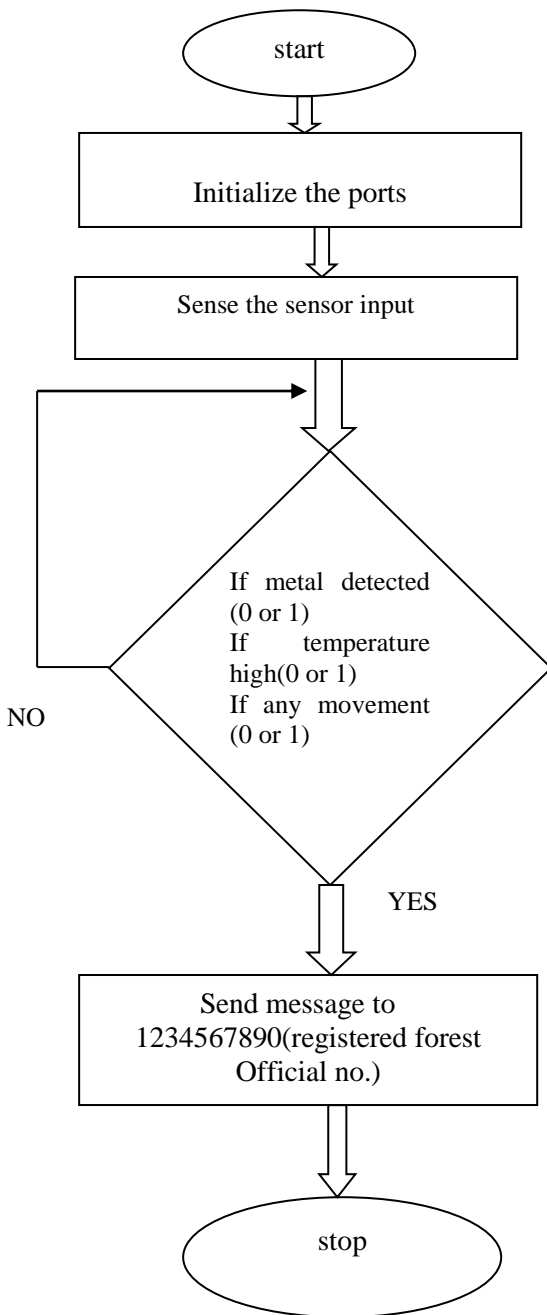 start
Initialize the ports
Sense the sensor input
If metal detected
(0 or 1)
If temperature
high(0 or 1)
If any movement
(0 or 1)
NO
YES
Send message to
1234567890(registered forest
Official no.)
stop